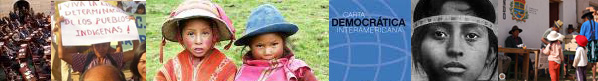 VIVA LA
DETERMINACION
DE LOS PUEBLOS
INDIGENAS
CARTA
DEMOCRÁTICA
INTERAMERICANA